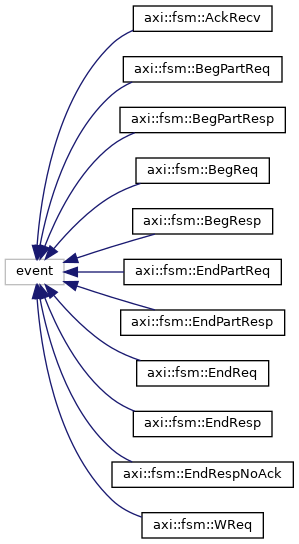 axi::fsm::AckRecv
axi::fsm::BegPartReq
axi::fsm::BegPartResp
axi::fsm::BegReq
axi::fsm::BegResp
event
axi::fsm::EndPartReq
axi::fsm::EndPartResp
axi::fsm::EndReq
axi::fsm::EndResp
axi::fsm::EndRespNoAck
axi::fsm::WReq